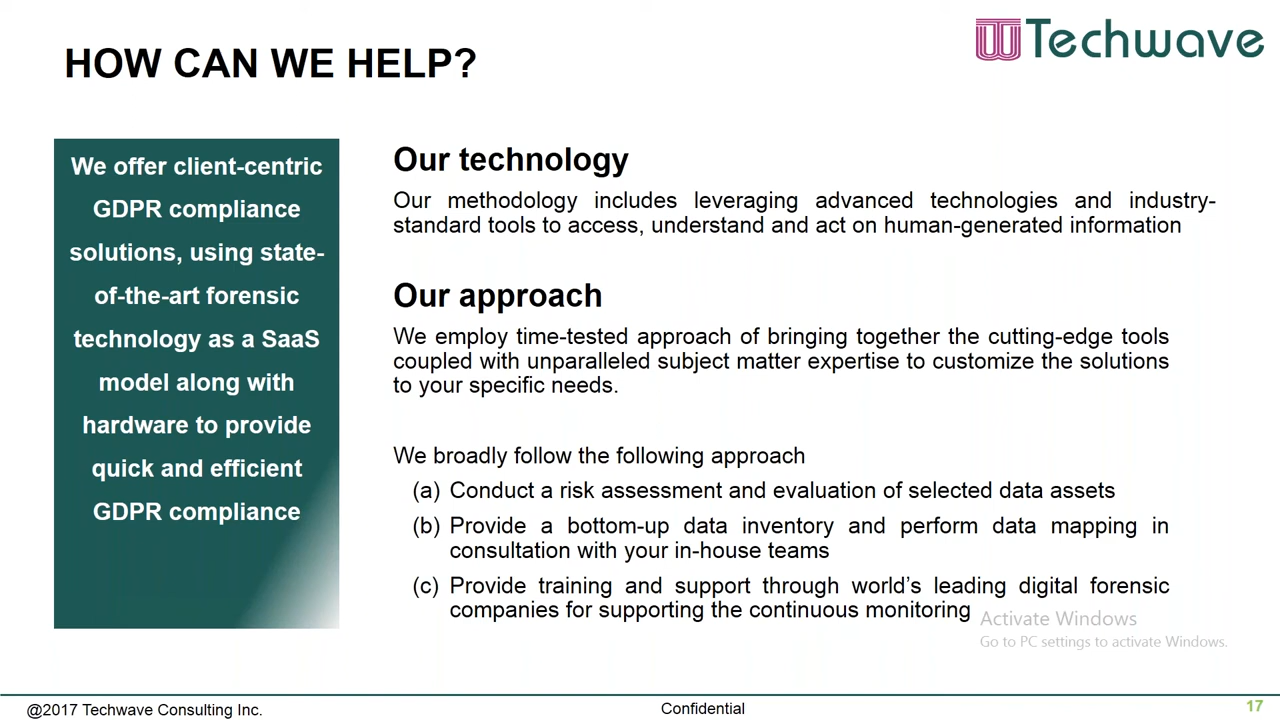 HOW CAN WE HELP?
Techwave
We offer client-centric
GDPR compliance
solutions, using state-
of-the-art forensic
technology as a SaaS
model along with
hardware to provide
quick and efficient
GDPR compliance
Our technology
Our methodology includes leveraging advanced technologies and industry-
standard tools to access, understand and act on human-generated information
Our approach
We employ time-tested approach of bringing together the cutting-edge tools
coupled with unparalleled subject matter expertise to customize the solutions
to your specific needs.
We broadly follow the following approach
(a) Conduct a risk assessment and evaluation of selected data assets
(b) Provide a bottom-up data inventory and perform data mapping in
consultation with your in-house teams
(c) Provide training and support through world’s leading digital forensic
companies for supporting the continuous monitoring
Activate Windows
Go to PC settings to activate Windows.
@2017 Techwave Consulting Inc.
Confidential
17